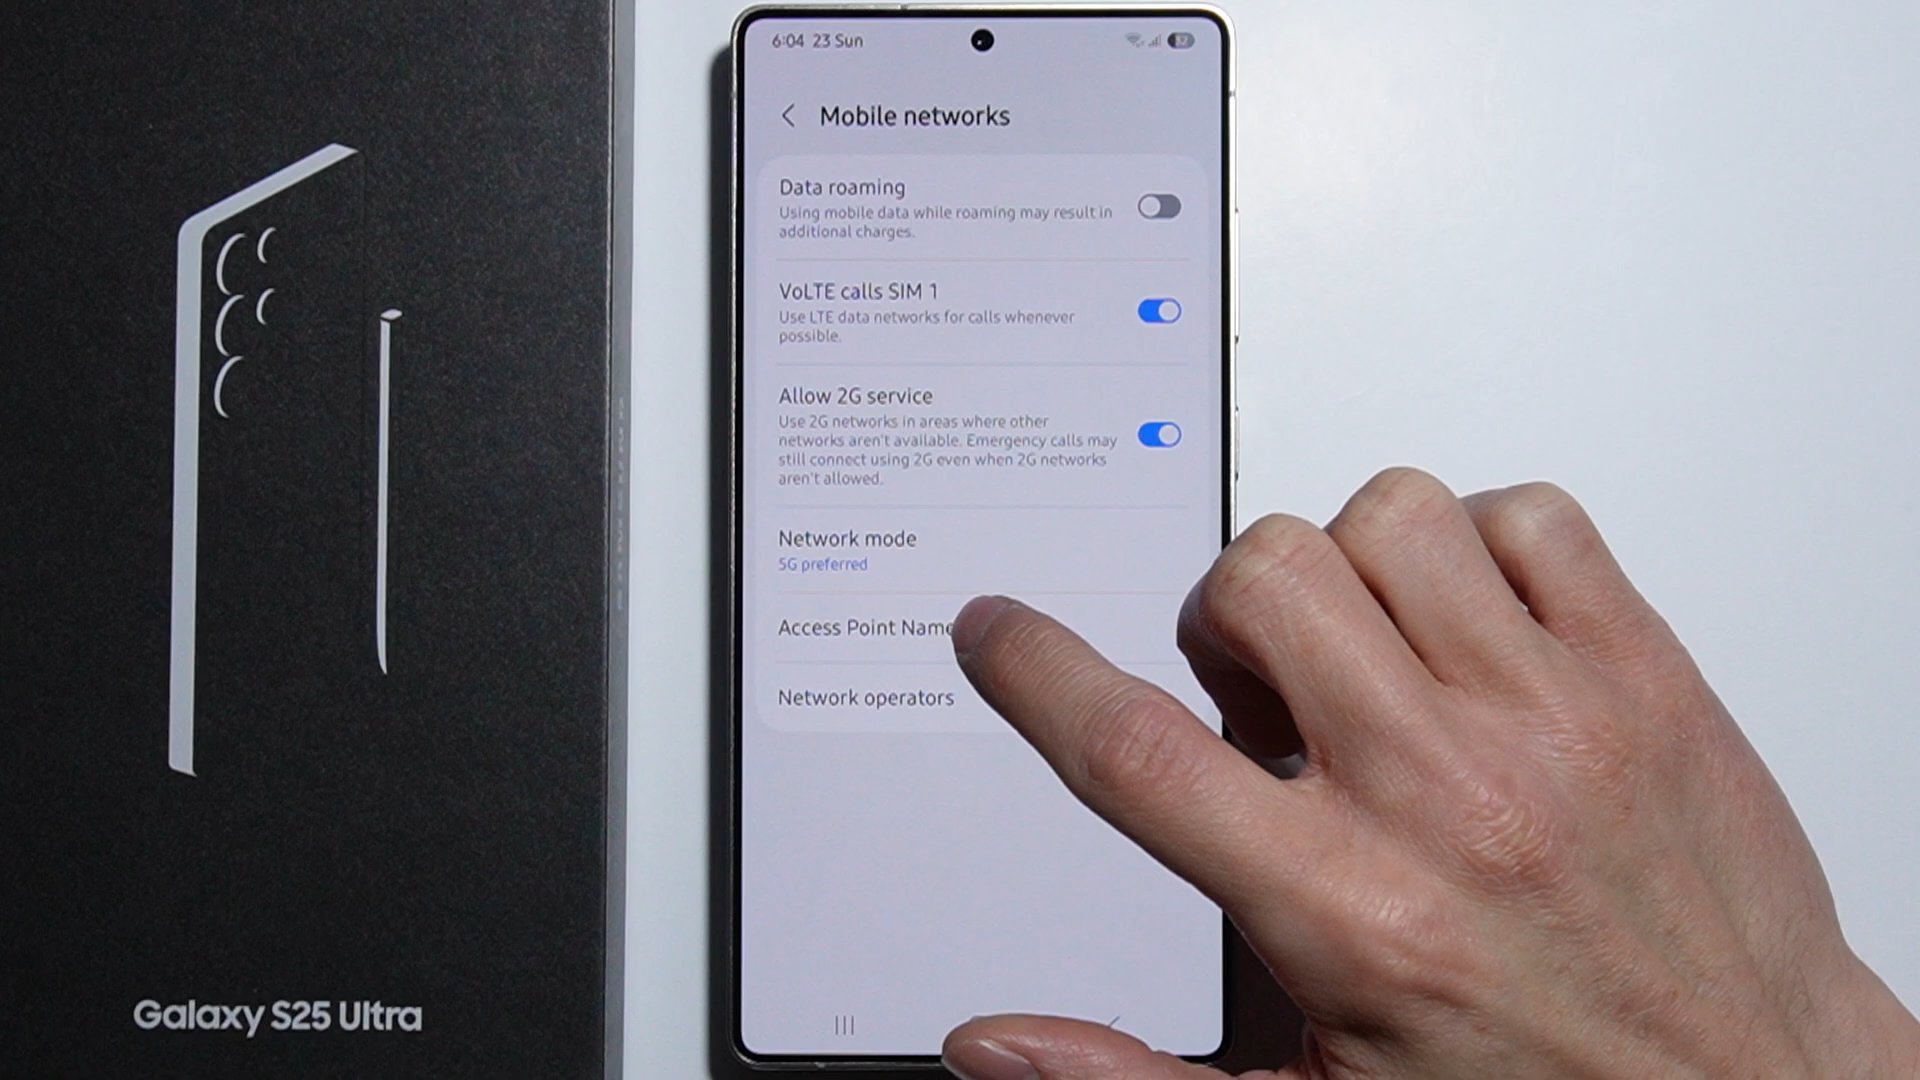 6:04 23 Sun
Mobile networks
Data roaming
Using mobile data while roaming may result in
additional charges.
VoLTE calls SIM 1
Use LTE data networks for calls whenever
possible.
Allow 2G service
Use 2G networks in areas where other
networks aren't available. Emergency calls may
still connect using 2G even when 2G networks
aren't allowed.
Network mode
5G preferred
Access Point Name
Network operators
Galaxy S25 Ultra